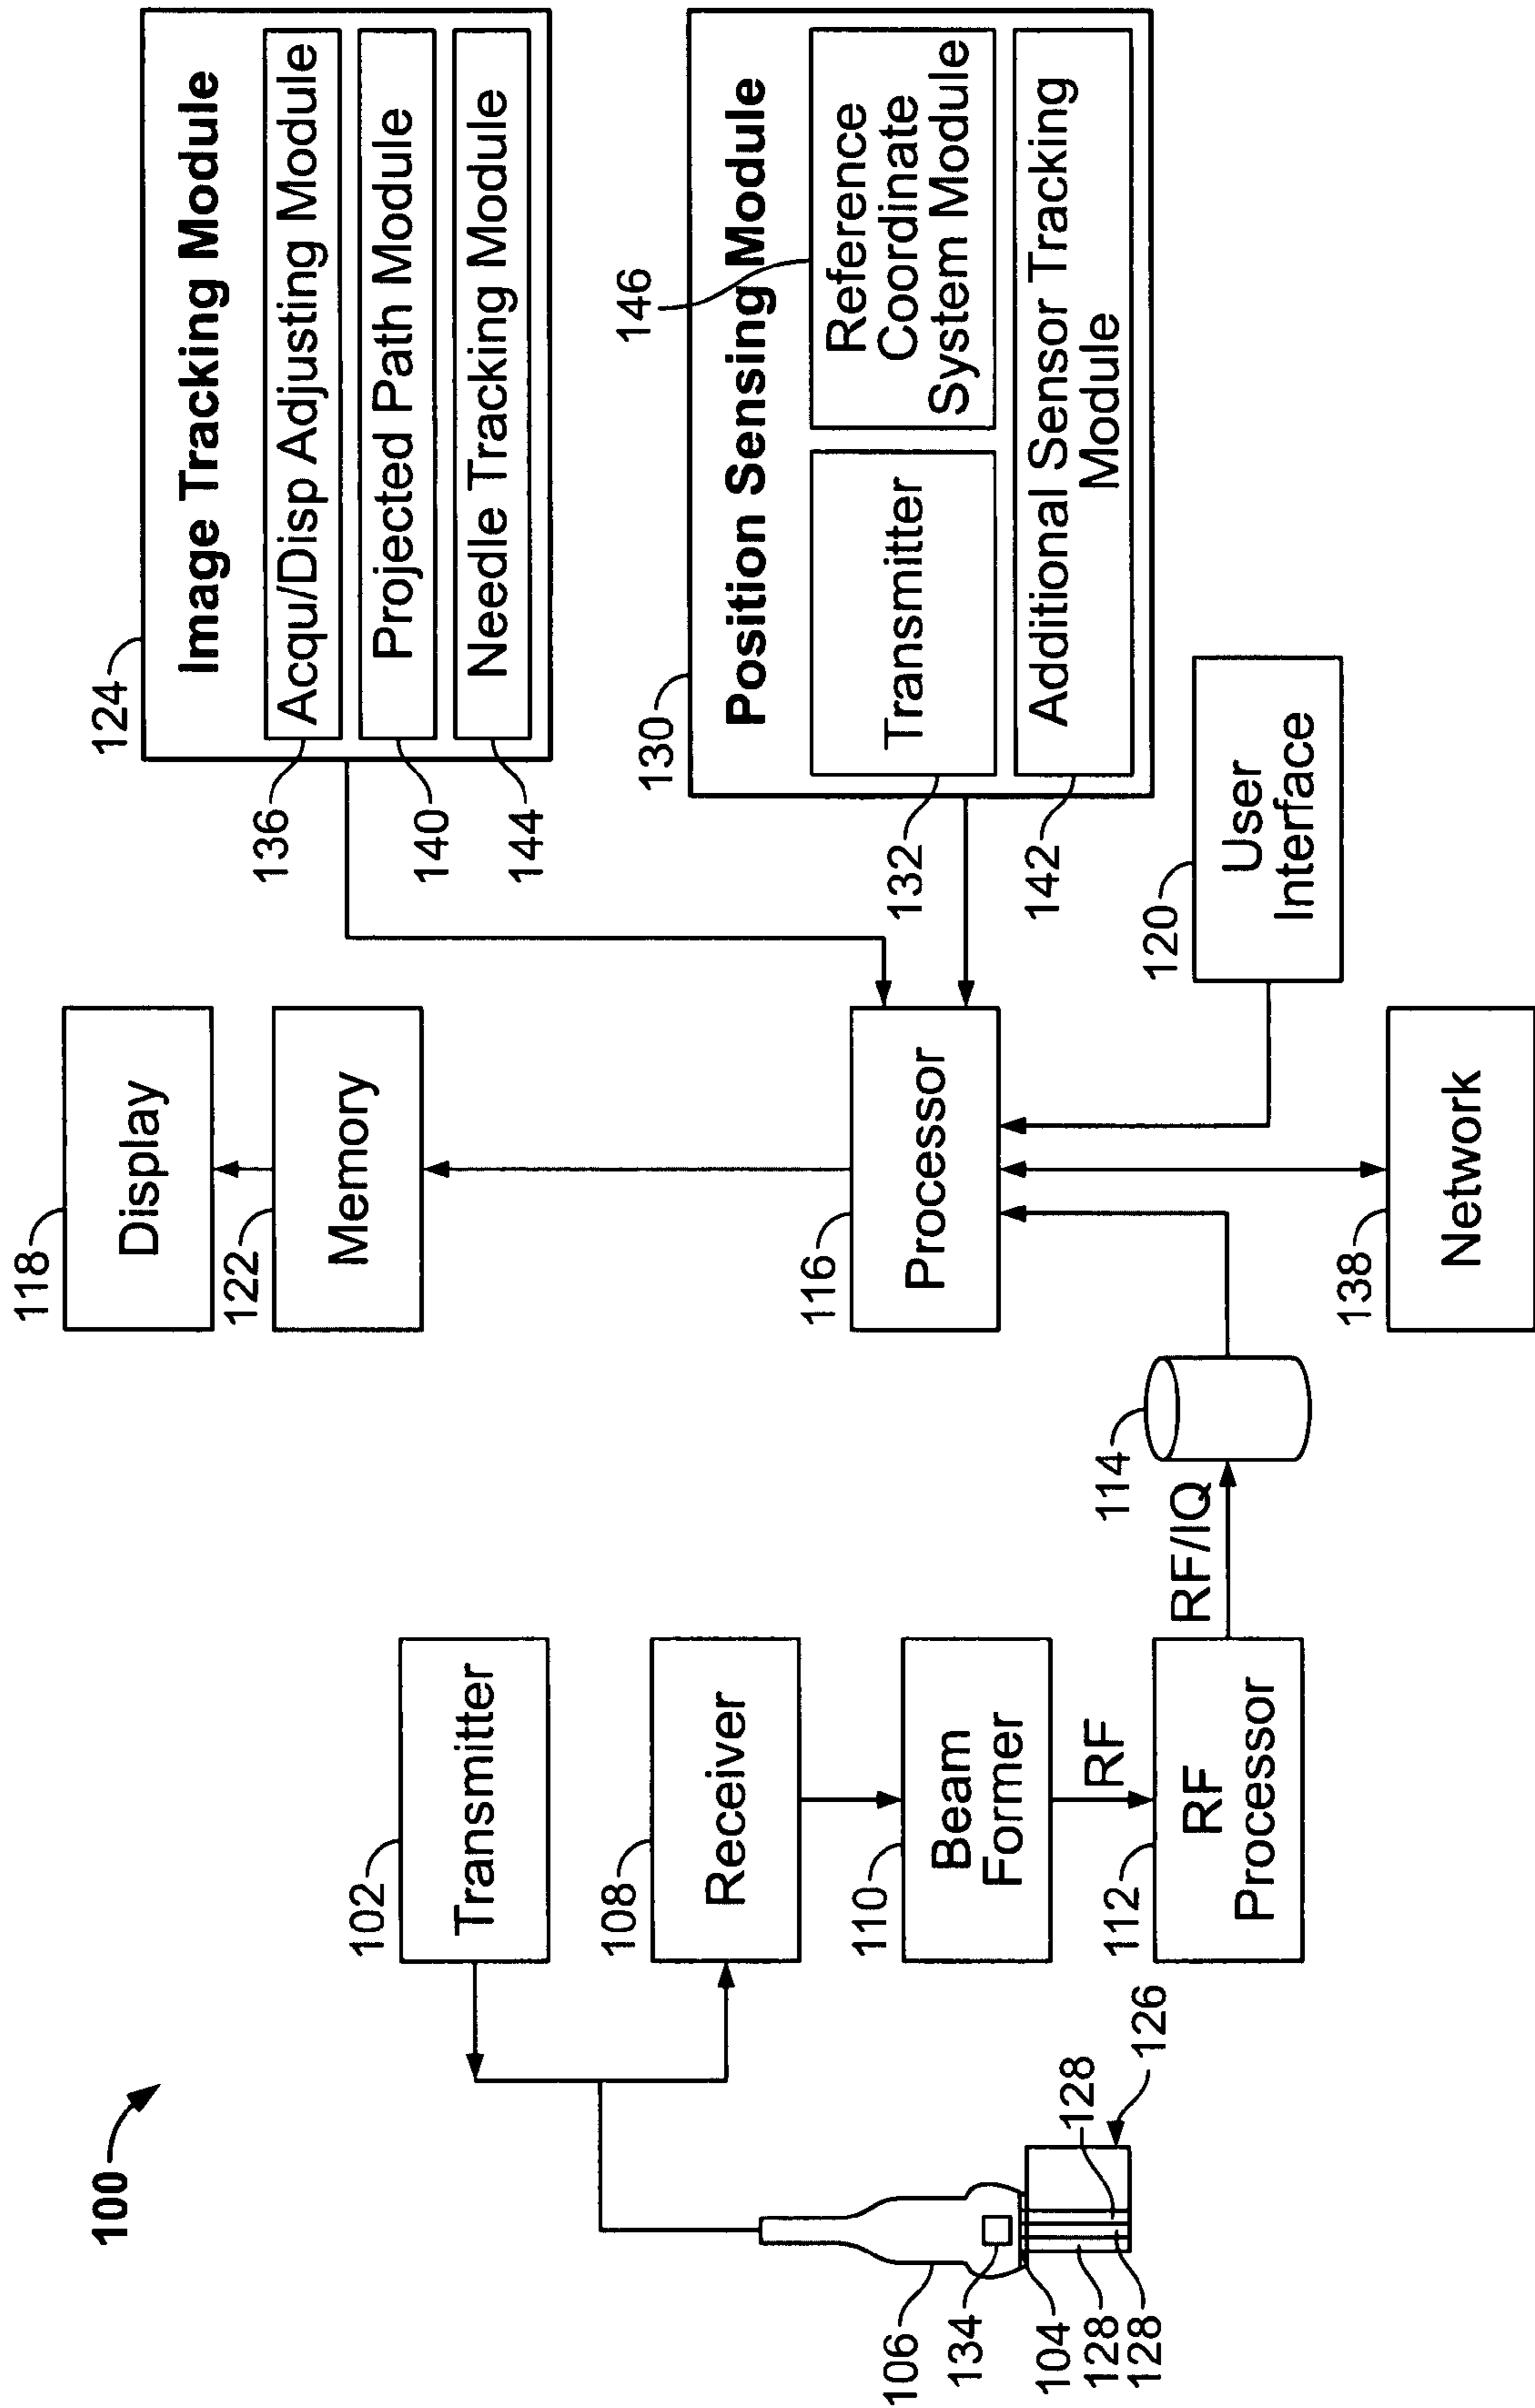 100
106
134
104
128
128
128
126
102
Transmitter
108
Receiver
110
Beam
Former
RF
112
RF
Processor
RF/IQ
114
118
Display
122
Memory
116
Processor
138
Network
120
User
Interface
124
Image Tracking Module
136
Acqu/Disp Adjusting Module
140
Projected Path Module
144
Needle Tracking Module
130
Position Sensing Module
146
132
Transmitter
Reference
Coordinate
System Module
142
Additional Sensor Tracking
Module